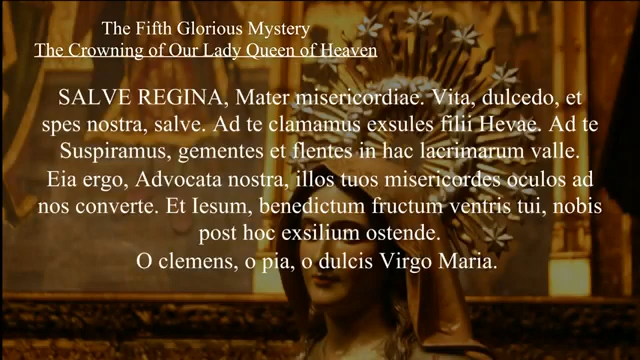 The Fifth Glorious Mystery
The Crowning of Our Lady Queen of Heaven
SALVE REGINA, Mater misericordiae. Vita, dulcedo, et
spes nostra, salve. Ad te clamamus exsules filii Hevae. Ad te
Suspiramus, gementes et flentes in hac lacrimarum valle.
Eia ergo, Advocata nostra, illos tuos misericordes oculos ad
nos converte. Et Iesum, benedictum fructum ventris tui, nobis
post hoc exsilium ostende.
O clemens, o pia, o dulcis Virgo Maria.